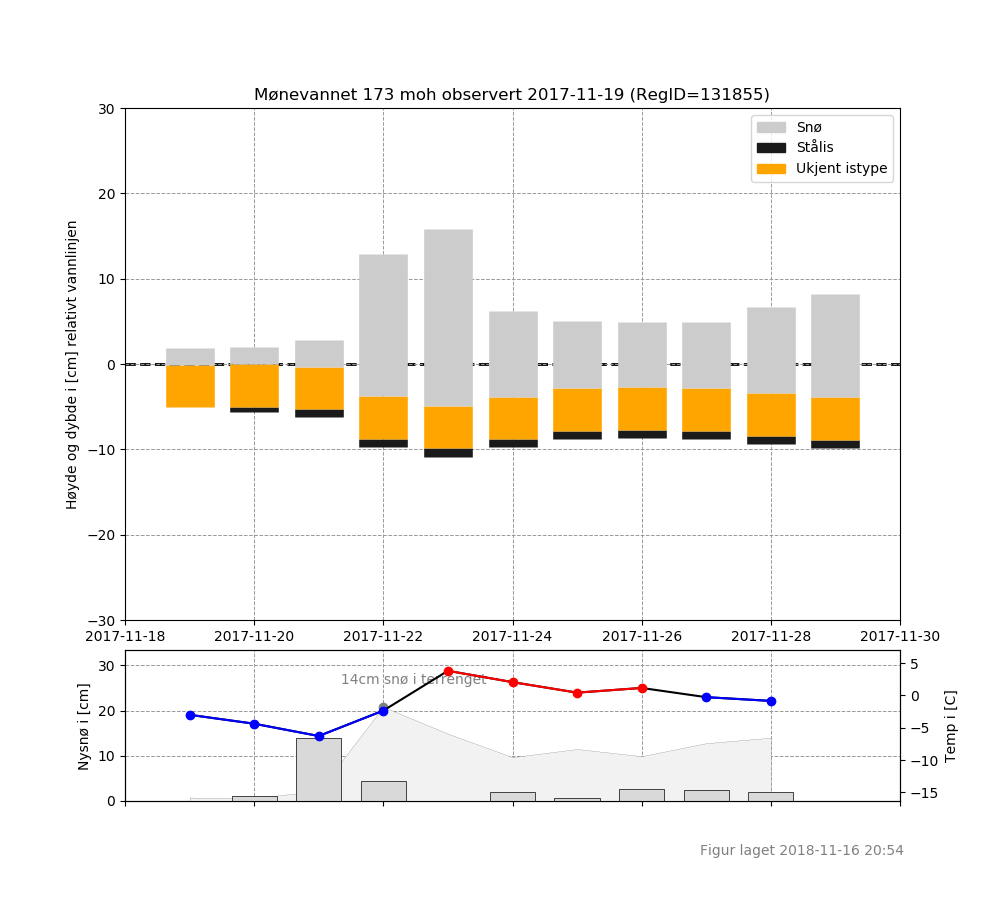 Mønevannet 173 moh observert 2017-11-19 (RegID=131855)
Høyde og dybde i [cm] relativt vannlinjen
30
20
10
0
−10
−20
−30
Snø
Stålis
Ukjent istype
2017-11-18 2017-11-20 2017-11-22 2017-11-24 2017-11-26 2017-11-28 2017-11-30
Nysnø i [cm]
30
20
10
0
14cm snø i terrenget
5
0
−5
−10
−15
Temp i [C]
Figur laget 2018-11-16 20:54